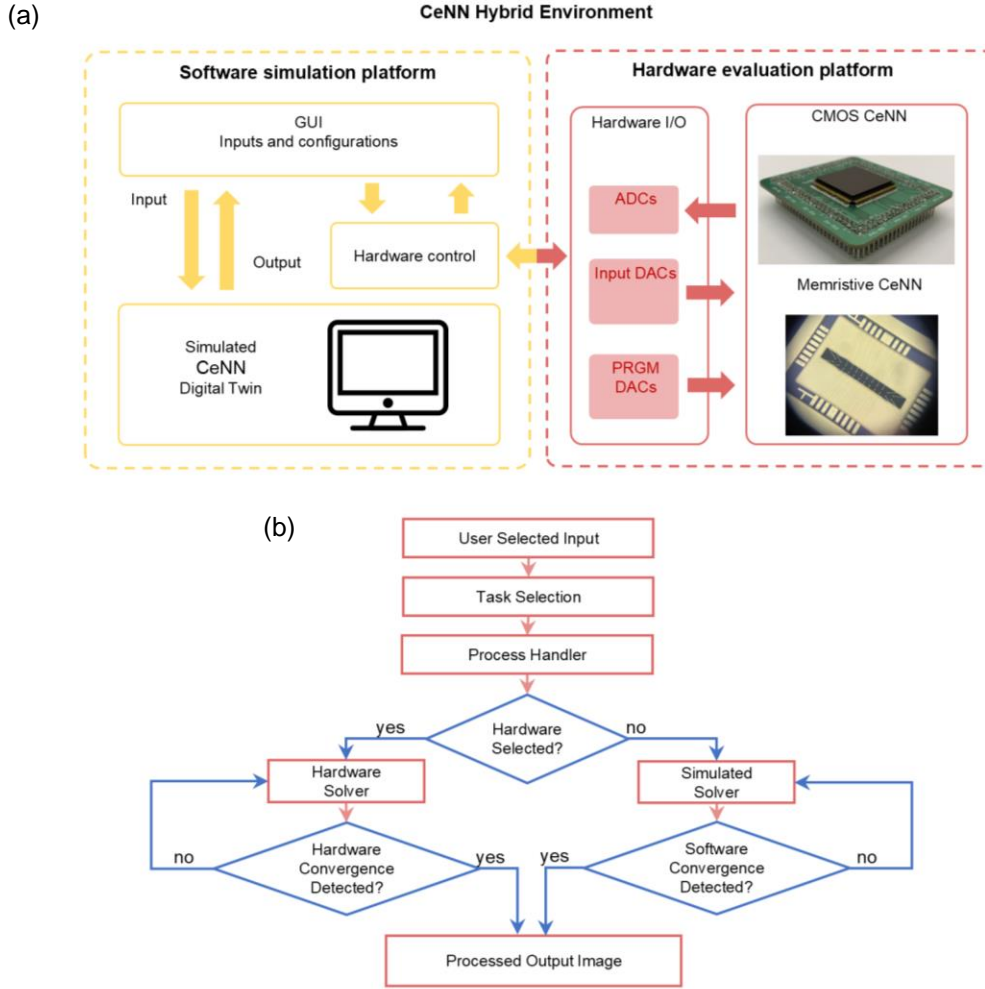 (a)
CeNN Hybrid Environment
Software simulation platform
GUI
Inputs and configurations
Input
Output
Hardware control
Simulated
CeNN
Digital Twin
Hardware evaluation platform
Hardware I/O
ADCs
Input DACs
PRGM
DACs
CMOS CeNN
Memristive CeNN
(b)
User Selected Input
Task Selection
Process Handler
Hardware
Selected?
yes
no
Hardware
Solver
Simulated
Solver
Hardware
Convergence
Detected?
no
yes
Software
Convergence
Detected?
yes
no
Processed Output Image